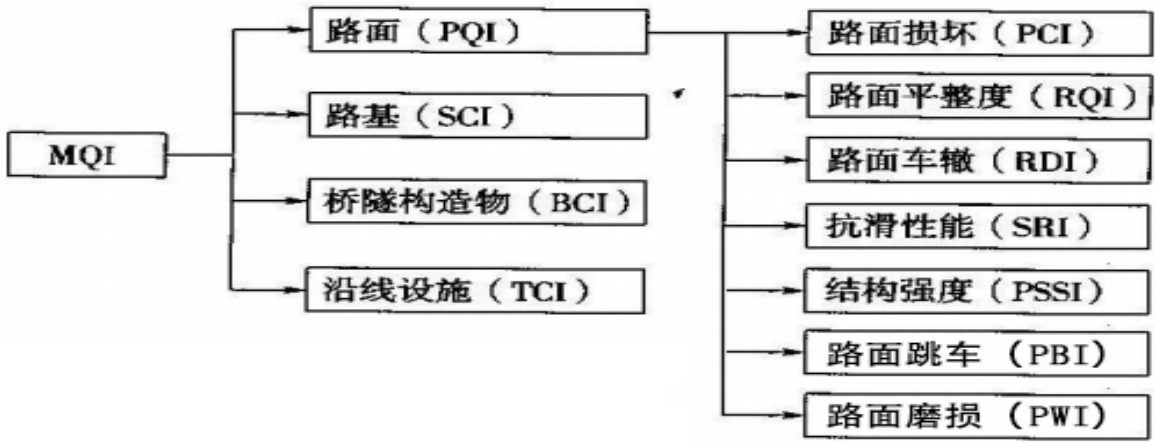 MQI
路面（PQI）
路基（SCI）
桥隧构造物（BCI）
沿线设施（TCI）
路面损坏（PCI）
路面平整度（RQI）
路面车辙（RDI）
抗滑性能（SRI）
结构强度（PSSI）
路面跳车（PBI）
路面磨损（PWI）